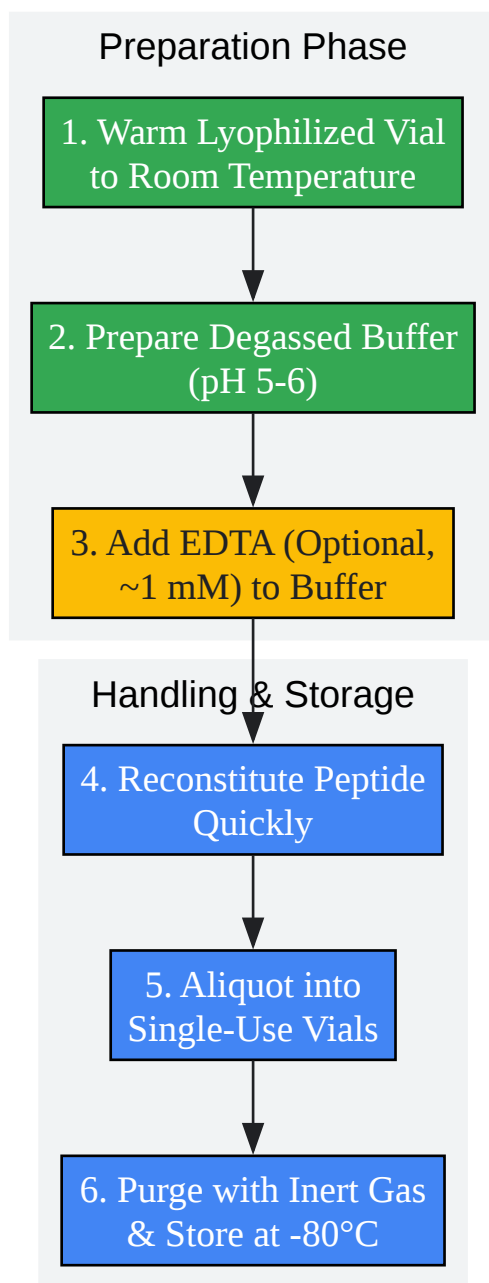 Preparation Phase
1. Warm Lyophilized Vial
to Room Temperature
2. Prepare Degassed Buffer
(pH 5-6)
3. Add EDTA (Optional,
~1 mM) to Buffer
Handling & Storage
4. Reconstitute Peptide
Quickly
5. Aliquot into
Single-Use Vials
6. Purge with Inert Gas
& Store at -80°C